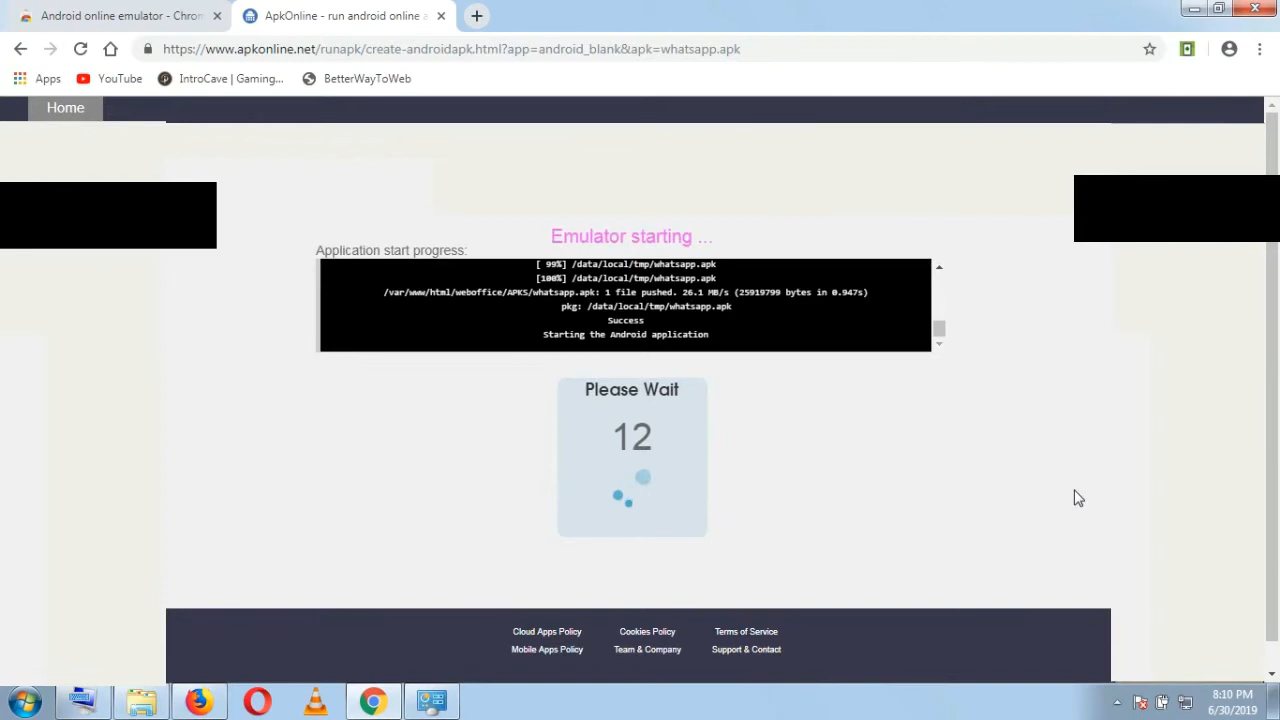 Android online emulator - Chrom
ApkOnline - run android online a
https://www.apkonline.net/runapk/create-androidapk.html?app=android_blank&apk=whatsapp.apk
Apps
YouTube
IntroCave | Gaming...
BetterWayToWeb
Home
Emulator starting ...
Application start progress:
[ 99%] /data/local/tmp/whatsapp.apk
[100%] /data/local/tmp/whatsapp.apk
/var/www/html/weboffice/APKS/whatsapp.apk: 1 file pushed. 26.1 MB/s (25919799 bytes in 0.947s)
pkg: /data/local/tmp/whatsapp.apk
Success
Starting the Android application
Please Wait
12
Cloud Apps Policy Cookies Policy Terms of Service
Mobile Apps Policy Team & Company Support & Contact
8:10 PM
6/30/2019